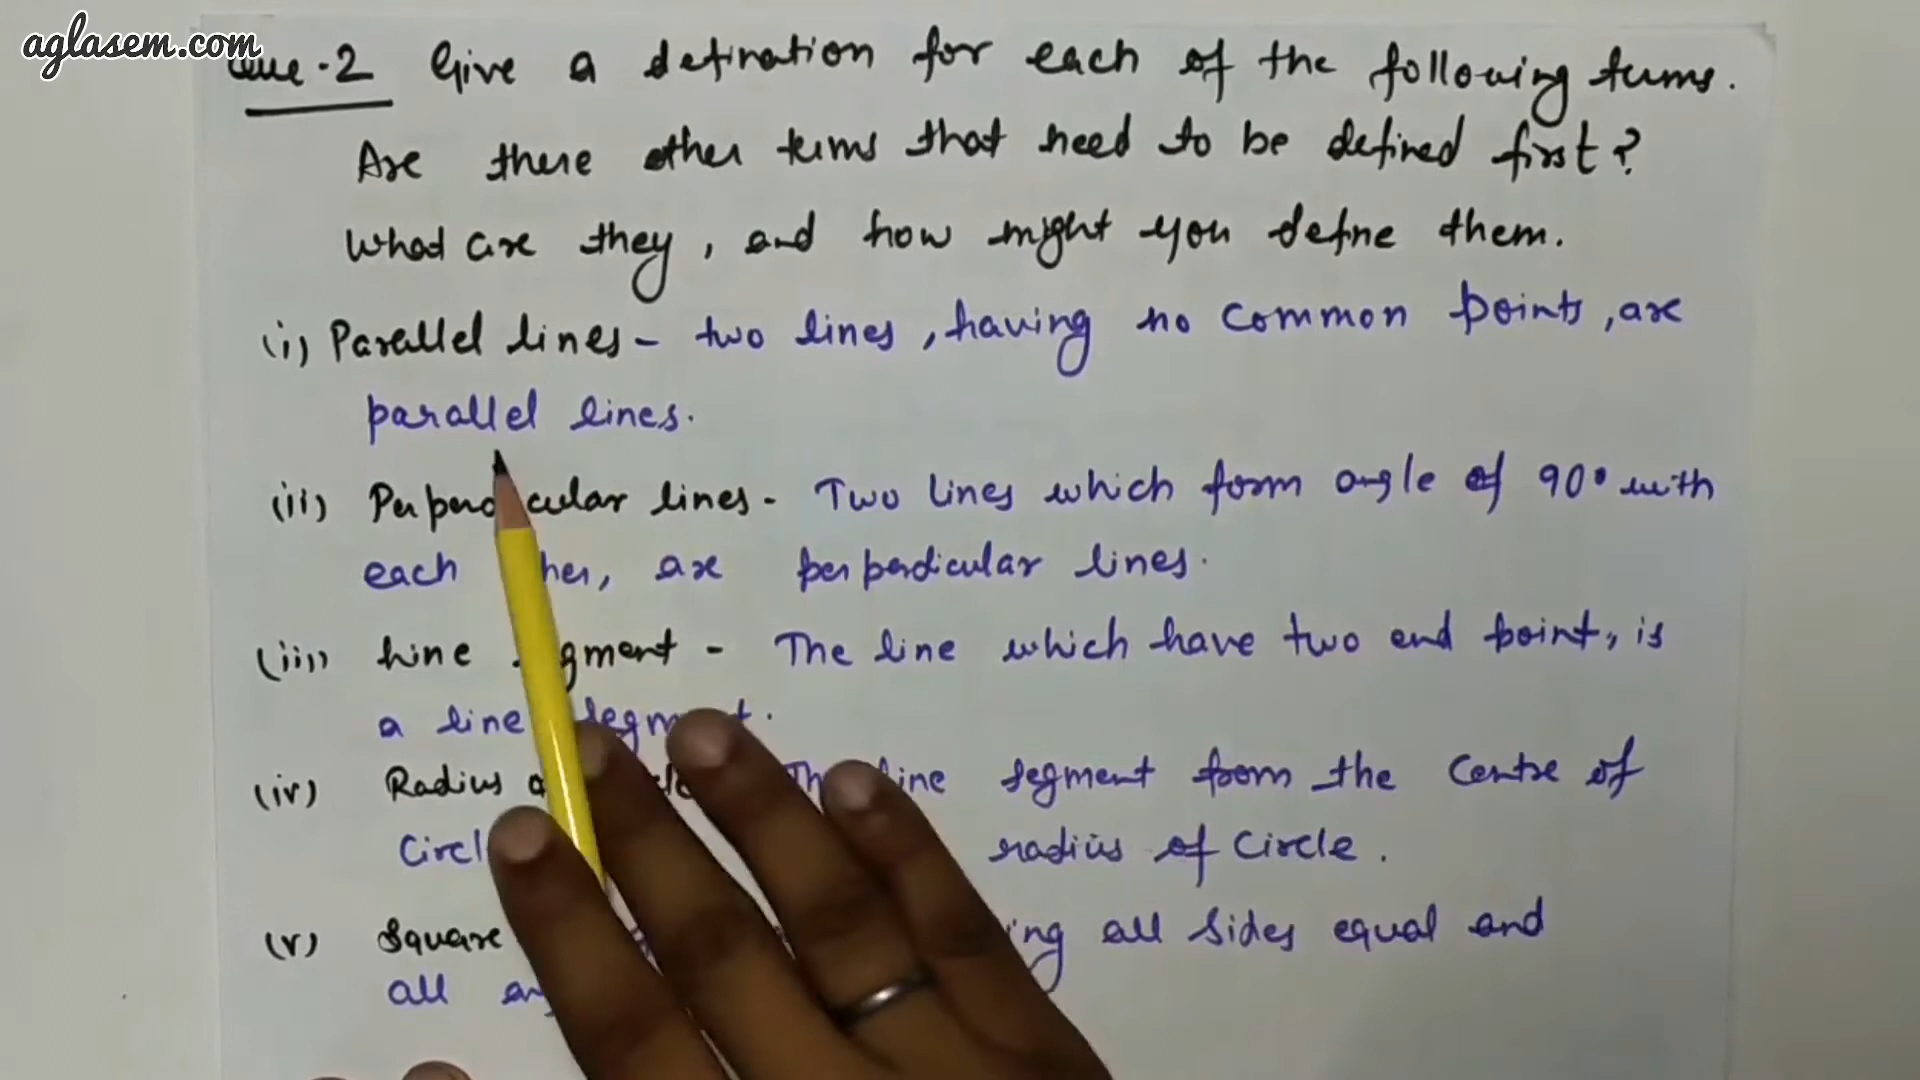 aglasem.com
Que.2 Give a defination for each of the following terms.
Are there other terms that need to be defined first?
What are they, and how might you define them.
(i) Parallel lines - two lines, having no common points, are
parallel lines.
(ii) Perpendicular lines - Two lines which form angle of 90° with
each her, are perpendicular lines.
(iii) Line gment - The line which have two end point, is
a line segm t.
(iv) Radius line segment from the centre of
Circl radius of Circle.
(v) Square ing all sides equal and
all